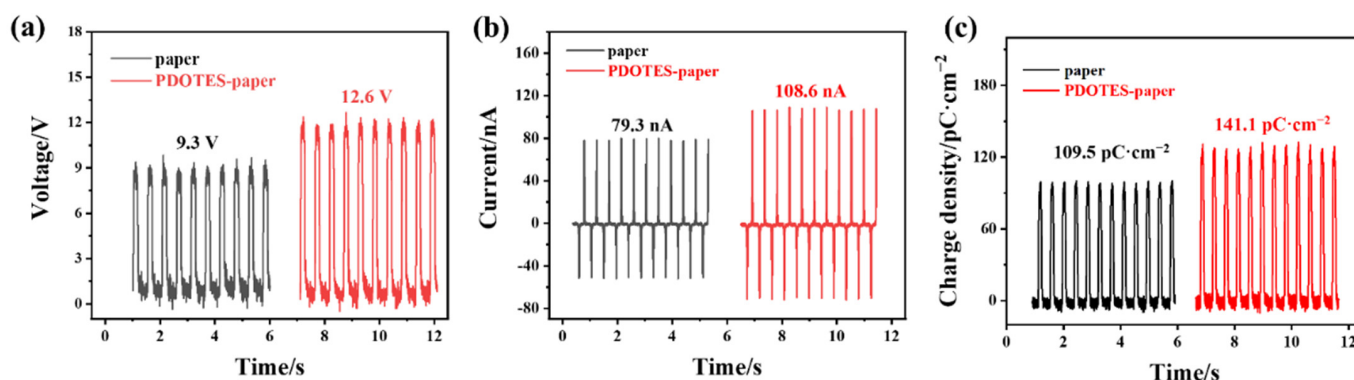 (a)
paper
PDOTES-paper
12.6 V
9.3 V
Voltage/V
18
15
12
9
6
3
0
0 2 4 6 8 10 12
Time/s
(b)
paper
PDOTES-paper
108.6 nA
79.3 nA
Current/nA
160
120
80
40
0
-40
-80
0 2 4 6 8 10 12
Time/s
(c)
paper
PDOTES-paper
141.1 pC·cm⁻²
109.5 pC·cm⁻²
Charge density/pC·cm⁻²
180
120
60
0
0 2 4 6 8 10 12
Time/s